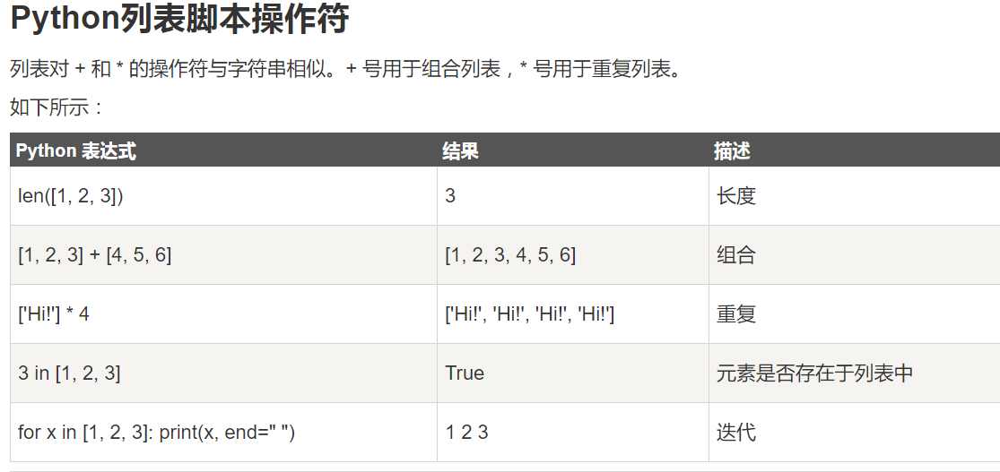 Python列表脚本操作符
列表对 + 和 * 的操作符与字符串相似。+ 号用于组合列表，* 号用于重复列表。
如下所示：
Python 表达式 结果 描述
len([1, 2, 3]) 3 长度
[1, 2, 3] + [4, 5, 6] [1, 2, 3, 4, 5, 6] 组合
['Hi!'] * 4 ['Hi!', 'Hi!', 'Hi!', 'Hi!'] 重复
3 in [1, 2, 3] True 元素是否存在于列表中
for x in [1, 2, 3]: print(x, end=" ") 1 2 3 迭代